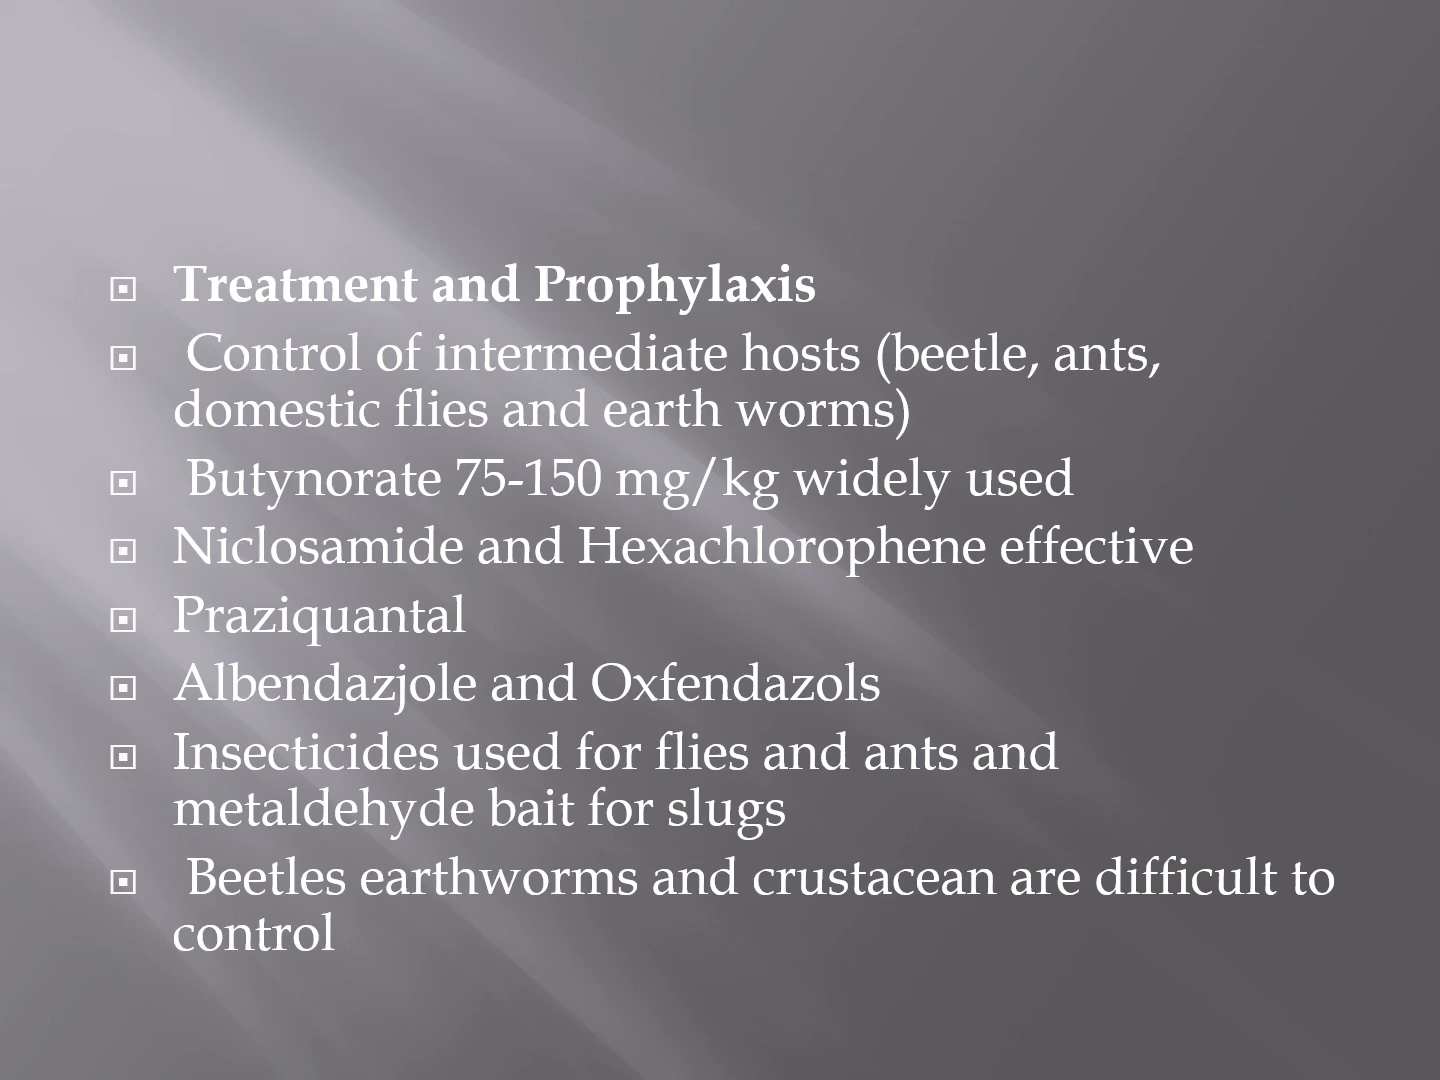 Treatment and Prophylaxis
Control of intermediate hosts (beetle, ants,
domestic flies and earth worms)
Butynorate 75-150 mg/kg widely used
Niclosamide and Hexachlorophene effective
Praziquantal
Albendazjole and Oxfendazols
Insecticides used for flies and ants and
metaldehyde bait for slugs
Beetles earthworms and crustacean are difficult to
control